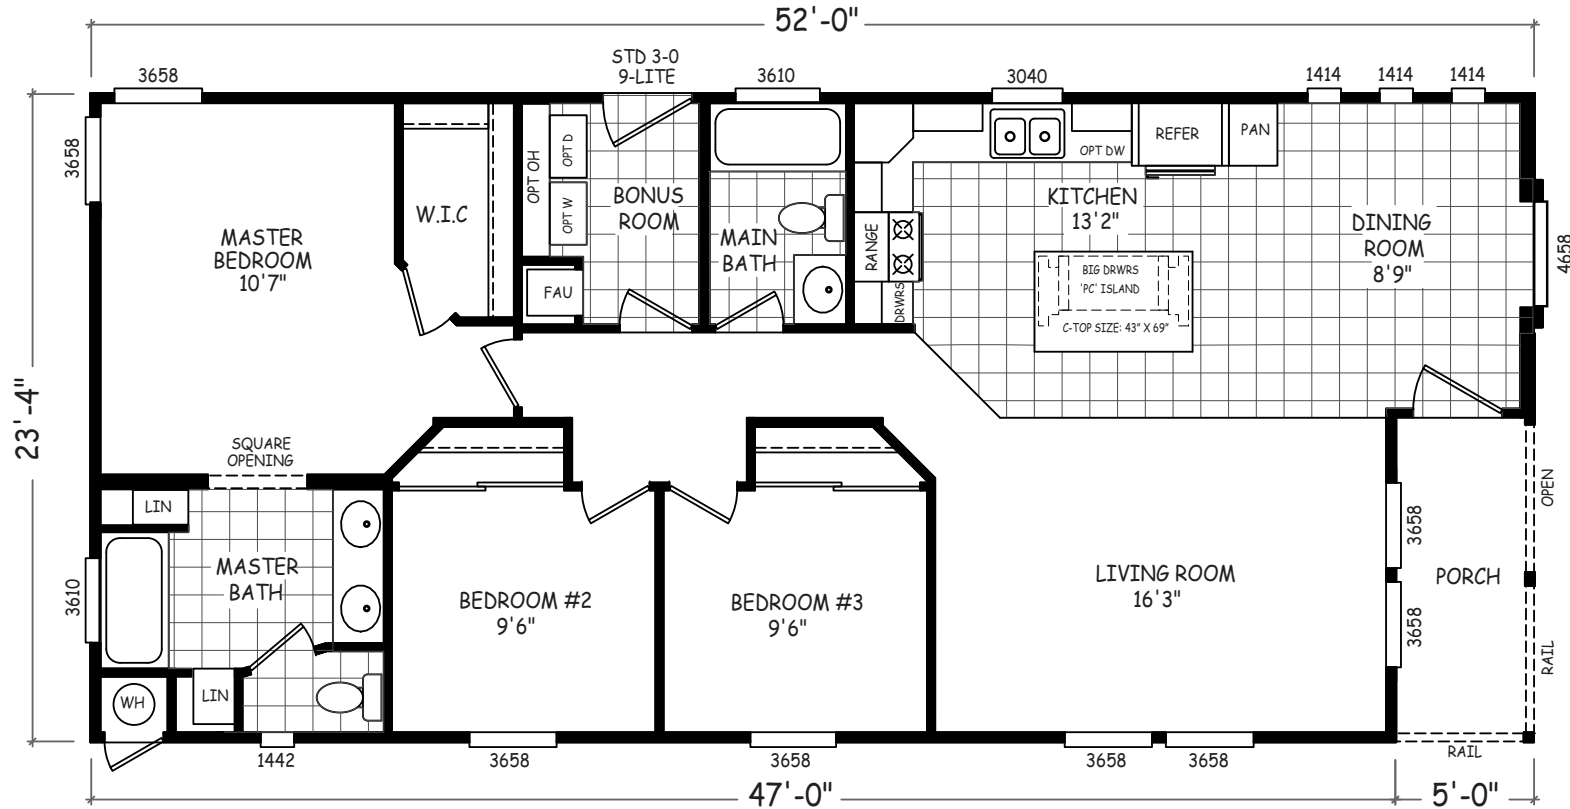 52'-0"
3658
STD 3-0
9-LITE
3610
3040
1414
1414
1414
3658
OPT OH
OPT D
OPT W
BONUS
ROOM
W.I.C
MASTER
BEDROOM
10'7"
FAU
MAIN
BATH
RANGE
DRWRS
OPT DW
REFER
PAN
KITCHEN
13'2"
BIG DRWRS
'PC' ISLAND
C-TOP SIZE: 43" X 69"
DINING
ROOM
8'9"
4658
23'-4"
SQUARE
OPENING
LIN
MASTER
BATH
3610
WH
LIN
BEDROOM #2
9'6"
BEDROOM #3
9'6"
LIVING ROOM
16'3"
3658
3658
PORCH
OPEN
RAIL
RAIL
1442
3658
3658
3658
3658
47'-0"
5'-0"